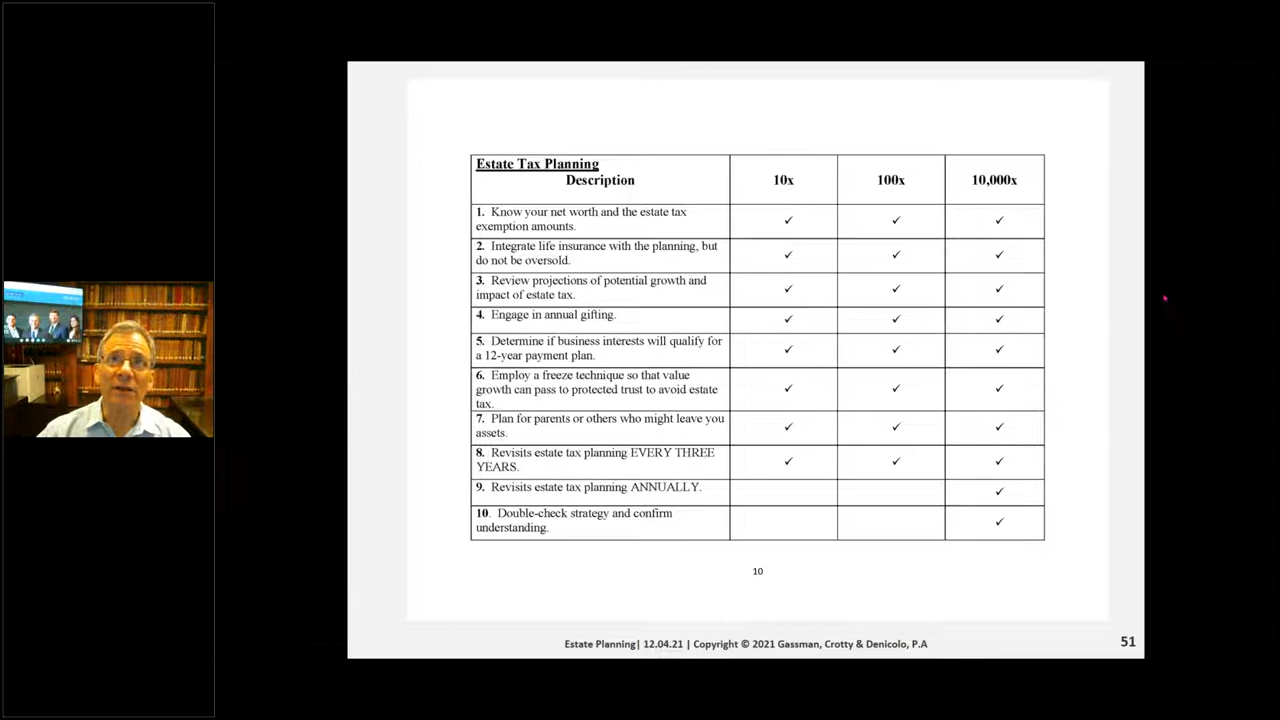 Estate Tax Planning
Description
10x
100x
10,000x
1. Know your net worth and the estate tax
exemption amounts.
✓ ✓ ✓
2. Integrate life insurance with the planning, but
do not be oversold.
✓ ✓ ✓
3. Review projections of potential growth and
impact of estate tax.
✓ ✓ ✓
4. Engage in annual gifting.
✓ ✓ ✓
5. Determine if business interests will qualify for
a 12-year payment plan.
✓ ✓ ✓
6. Employ a freeze technique so that value
growth can pass to protected trust to avoid estate
tax.
✓ ✓ ✓
7. Plan for parents or others who might leave you
assets.
✓ ✓ ✓
8. Revisits estate tax planning EVERY THREE
YEARS.
✓ ✓ ✓
9. Revisits estate tax planning ANNUALLY.
✓
10. Double-check strategy and confirm
understanding.
✓
10
Estate Planning| 12.04.21 | Copyright © 2021 Gassman, Crotty & Denicolo, P.A
51